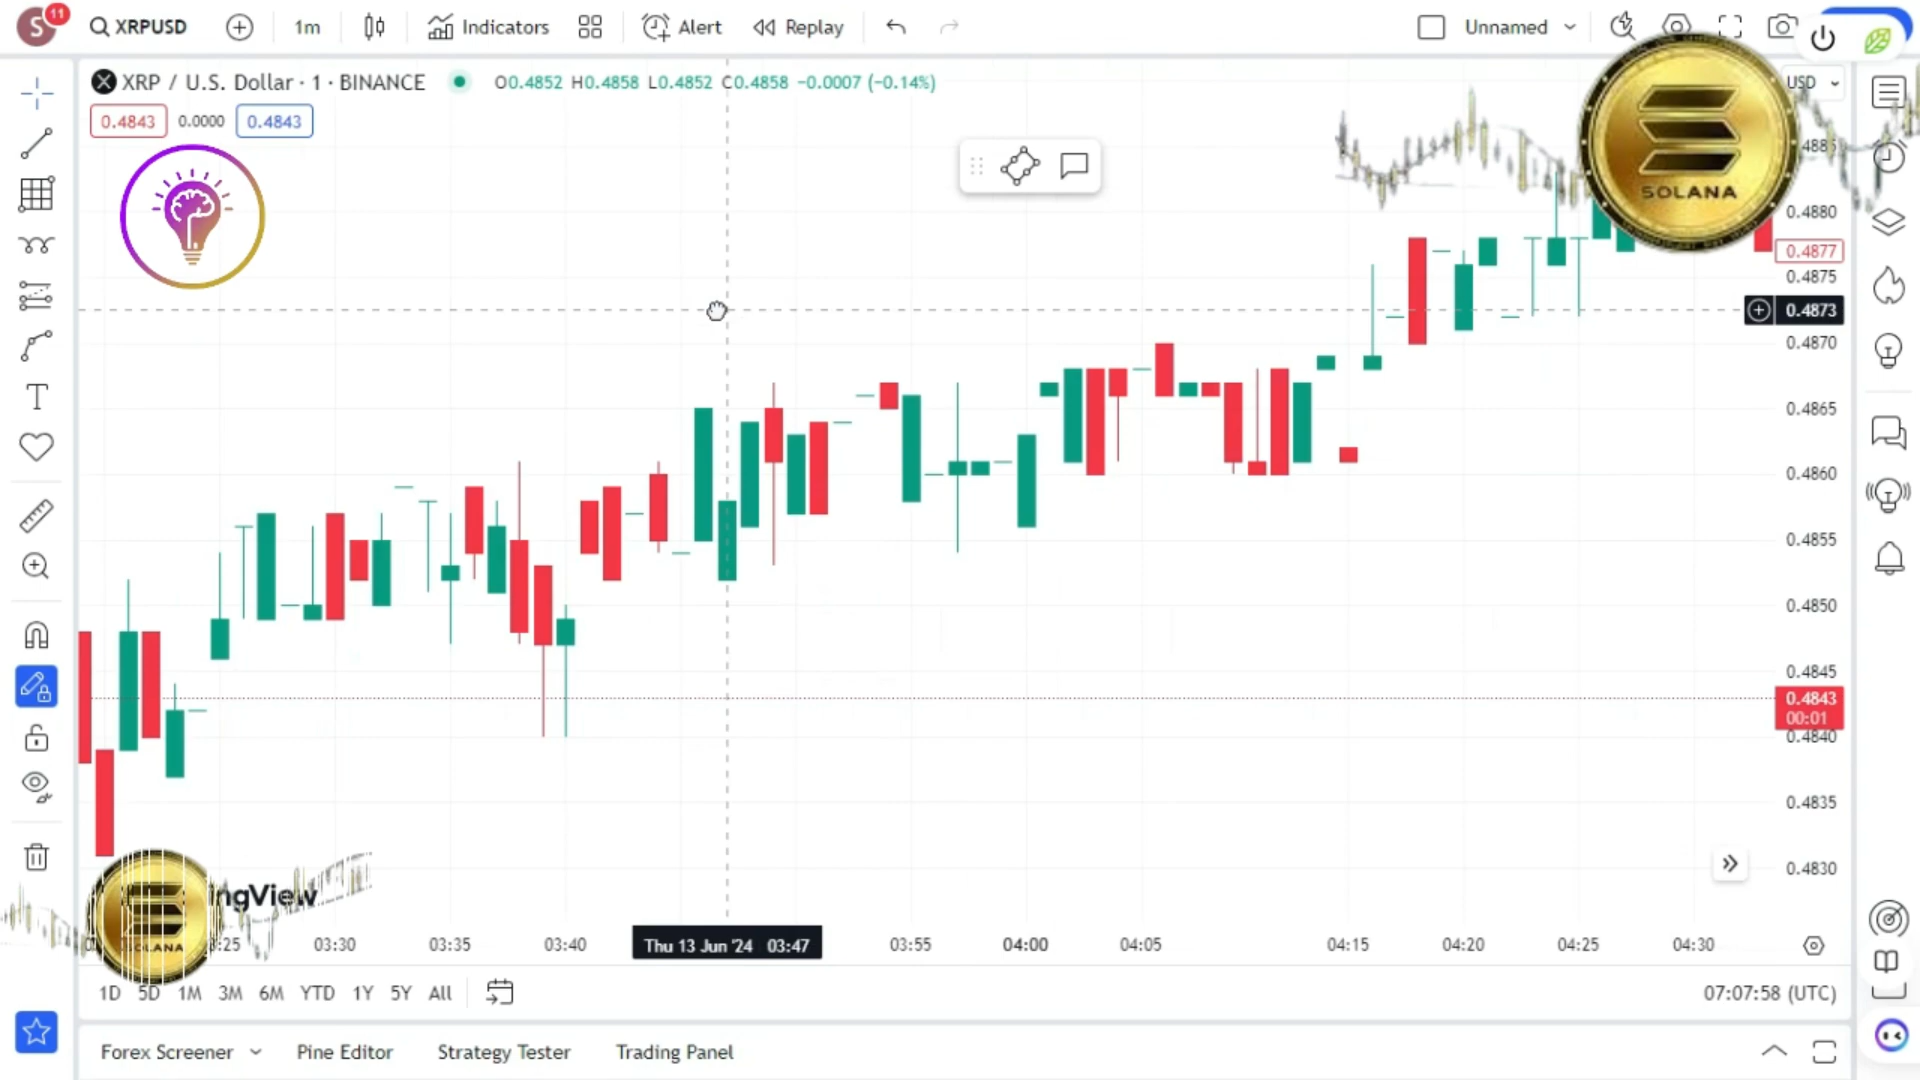 S 11 XRPUSD 1m Indicators Alert Replay Unnamed
XRP / U.S. Dollar · 1 · BINANCE O0.4852 H0.4858 L0.4852 C0.4858 −0.0007 (−0.14%) USD
0.4843 0.0000 0.4843
SOLANA
0.4880
0.4877
0.4875
0.4873
0.4870
0.4865
0.4860
0.4855
0.4850
0.4845
0.4843
00:01
0.4840
0.4835
0.4830
ingView
SOLANA
:25 03:30 03:35 03:40 Thu 13 Jun '24 03:47 03:55 04:00 04:05 04:15 04:20 04:25 04:30
1D 5D 1M 3M 6M YTD 1Y 5Y All 07:07:58 (UTC)
Forex Screener Pine Editor Strategy Tester Trading Panel